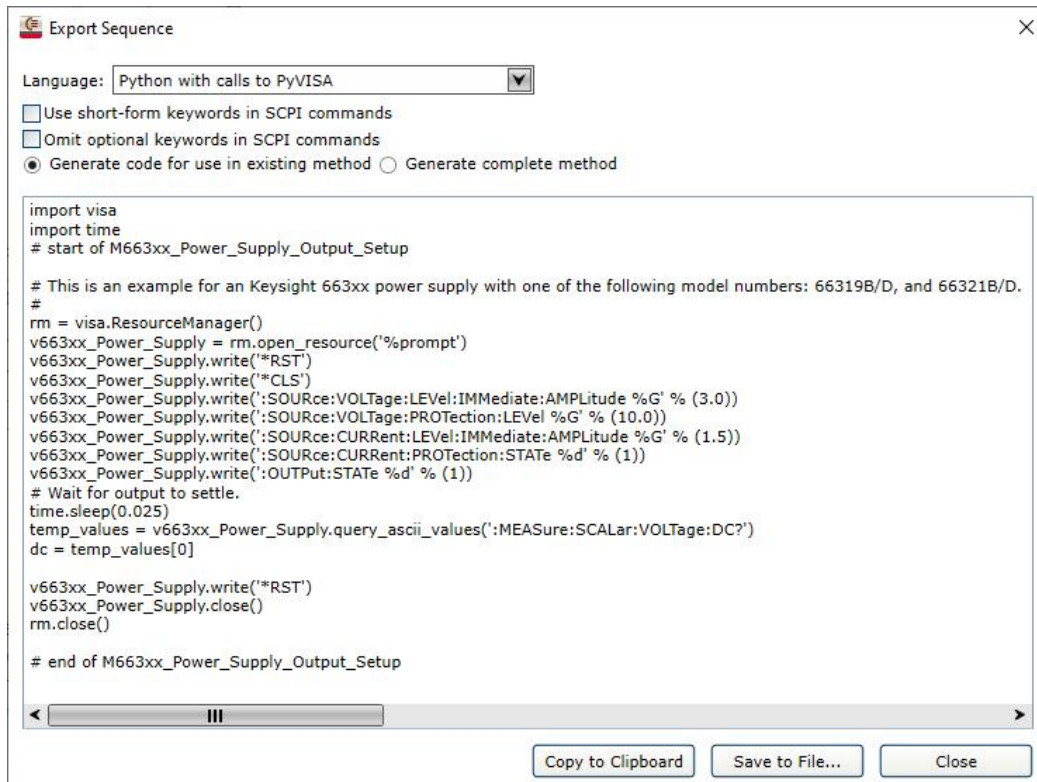 Export Sequence
Language: Python with calls to PyVISA
Use short-form keywords in SCPI commands
Omit optional keywords in SCPI commands
Generate code for use in existing method Generate complete method
import visa
import time
# start of M663xx_Power_Supply_Output_Setup
# This is an example for an Keysight 663xx power supply with one of the following model numbers: 66319B/D, and 66321B/D.
#
rm = visa.ResourceManager()
v663xx_Power_Supply = rm.open_resource('%prompt')
v663xx_Power_Supply.write('*RST')
v663xx_Power_Supply.write('*CLS')
v663xx_Power_Supply.write(':SOURce:VOLTage:LEVel:IMMediate:AMPLitude %G' % (3.0))
v663xx_Power_Supply.write(':SOURce:VOLTage:PROTection:LEVel %G' % (10.0))
v663xx_Power_Supply.write(':SOURce:CURRent:LEVel:IMMediate:AMPLitude %G' % (1.5))
v663xx_Power_Supply.write(':SOURce:CURRent:PROTection:STATe %d' % (1))
v663xx_Power_Supply.write(':OUTPut:STATe %d' % (1))
# Wait for output to settle.
time.sleep(0.025)
temp_values = v663xx_Power_Supply.query_ascii_values(':MEASure:SCALar:VOLTage:DC?')
dc = temp_values[0]
v663xx_Power_Supply.write('*RST')
v663xx_Power_Supply.close()
rm.close()
# end of M663xx_Power_Supply_Output_Setup
Copy to Clipboard Save to File... Close